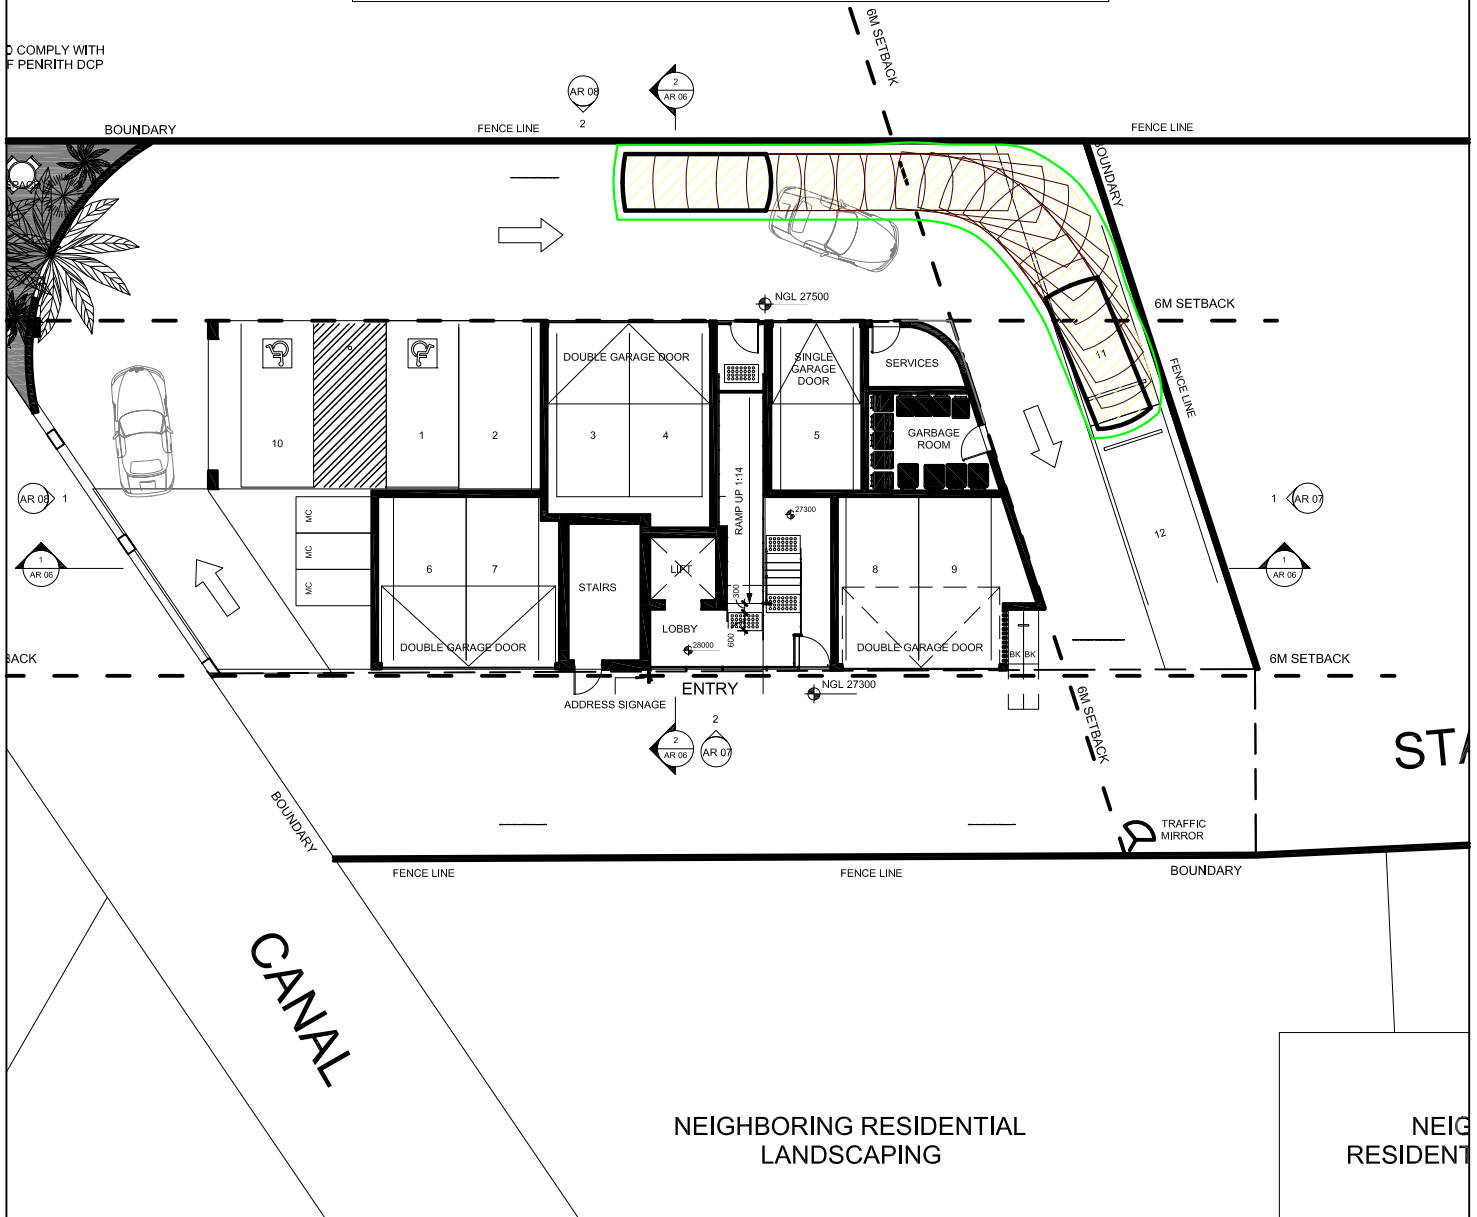 6M SETBACK
COMPLY WITH
F PENRITH DCP
AR 08
2
2
AR 06
BOUNDARY
FENCE LINE
FENCE LINE
BOUNDARY
NGL 27500
6M SETBACK
DOUBLE GARAGE DOOR
SINGLE
GARAGE
DOOR
SERVICES
11
FENCE LINE
10
1
2
3
4
5
GARBAGE
ROOM
RAMP UP 1:14
AR 08
1
MC
MC
MC
27300
1
AR 07
12
1
AR 06
1
AR 06
6
7
STAIRS
LIFT
300
8
9
LOBBY
600
28000
DOUBLE GARAGE DOOR
DOUBLE GARAGE DOOR
BK
BK
BACK
6M SETBACK
ENTRY
NGL 27300
ADDRESS SIGNAGE
6M SETBACK
2
AR 06
2
AR 07
STA
BOUNDARY
TRAFFIC
MIRROR
FENCE LINE
FENCE LINE
BOUNDARY
CANAL
NEIGHBORING RESIDENTIAL
LANDSCAPING
NEIG
RESIDENT